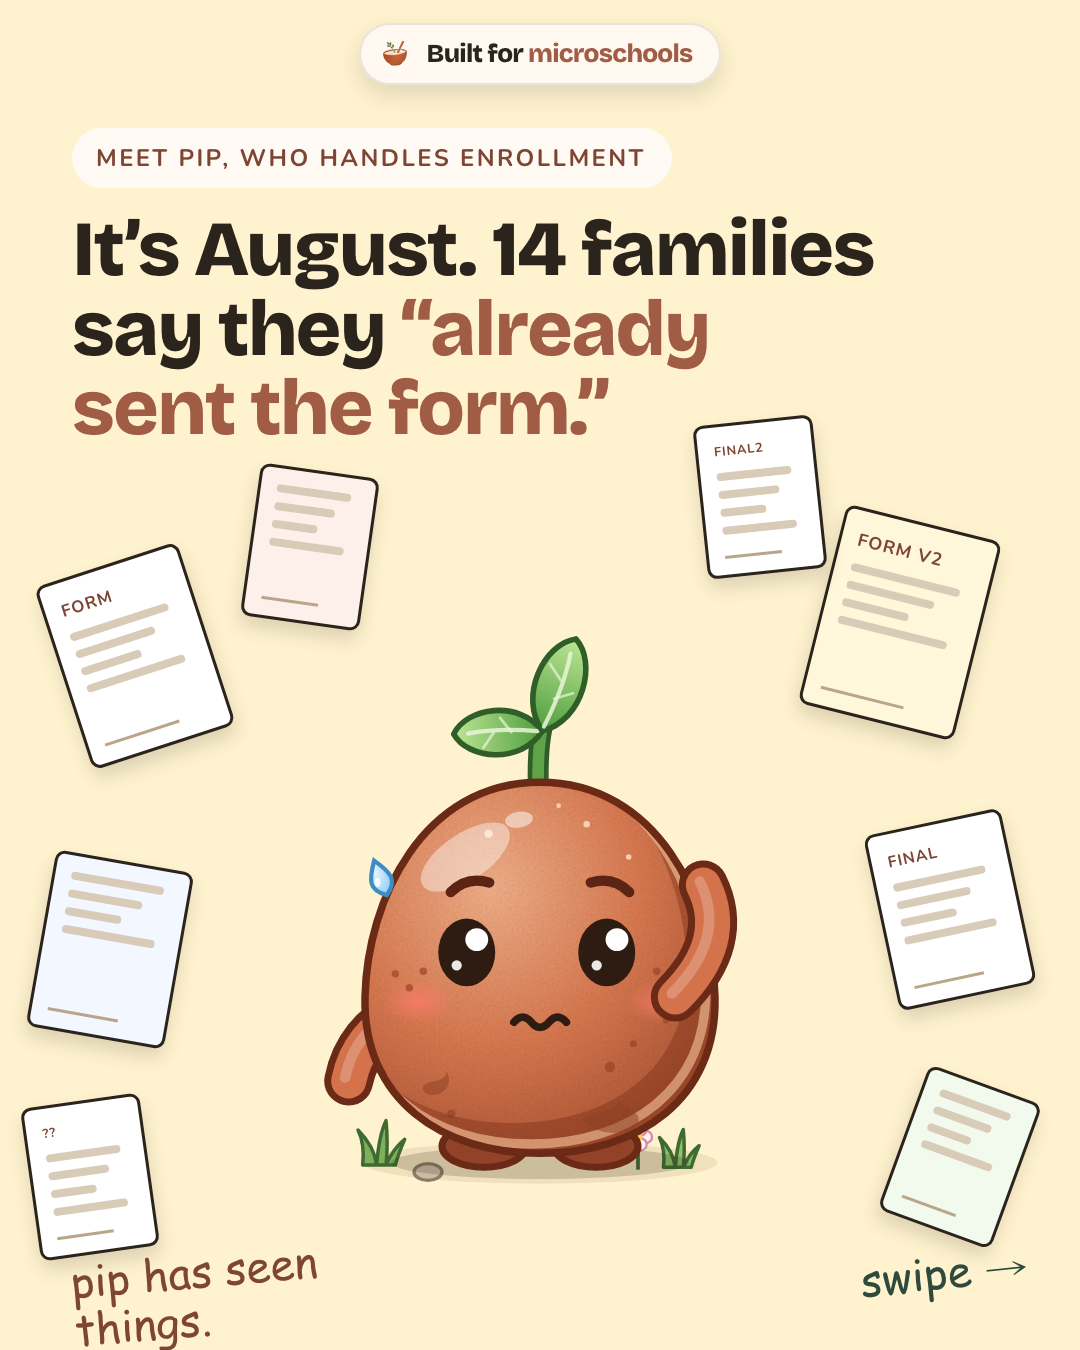 Built for microschools
MEET PIP, WHO HANDLES ENROLLMENT
It's August. 14 families
say they “already
sent the form.”
FINAL2
FORM V2
FORM
FINAL
??
pip has seen
things.
swipe →